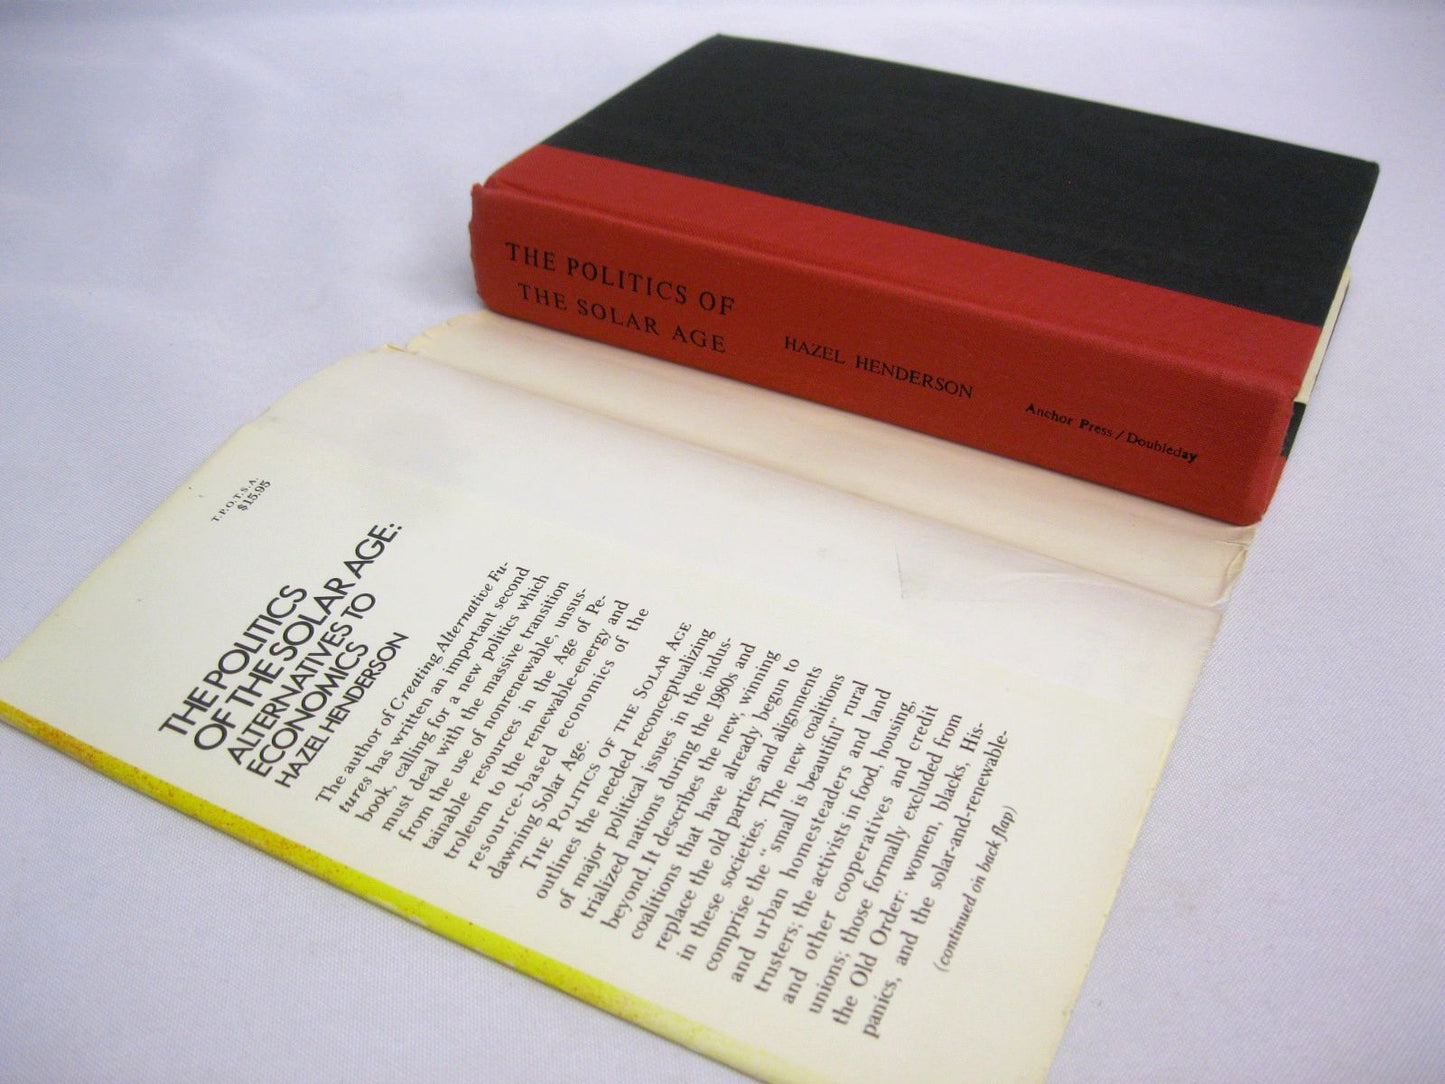 THE POLITICS OF
THE SOLAR AGE
HAZEL HENDERSON
Anchor Press / Doubleday
T.P.O.T.S.A.
$15.95
THE POLITICS
OF THE SOLAR AGE:
ALTERNATIVES TO
ECONOMICS
HAZEL HENDERSON
The author of Creating Alternative Fu-
tures has written an important second
book, calling for a new politics which
must deal with the massive transition
from the use of nonrenewable, unsus-
tainable resources in the Age of Pe-
troleum to the renewable-energy and
resource-based economics of the
dawning Solar Age.
THE POLITICS OF THE SOLAR AGE
outlines the needed reconceptualizing
of major political issues in the indus-
trialized nations during the 1980s and
beyond. It describes the new, winning
coalitions that have already begun to
replace the old parties and alignments
in these societies. The new coalitions
comprise the "small is beautiful" rural
and urban homesteaders and land
trusters; the activists in food, housing,
and other cooperatives and credit
unions; those formally excluded from
the Old Order: women, blacks, His-
panics, and the solar-and-renewable-
(continued on back flap)